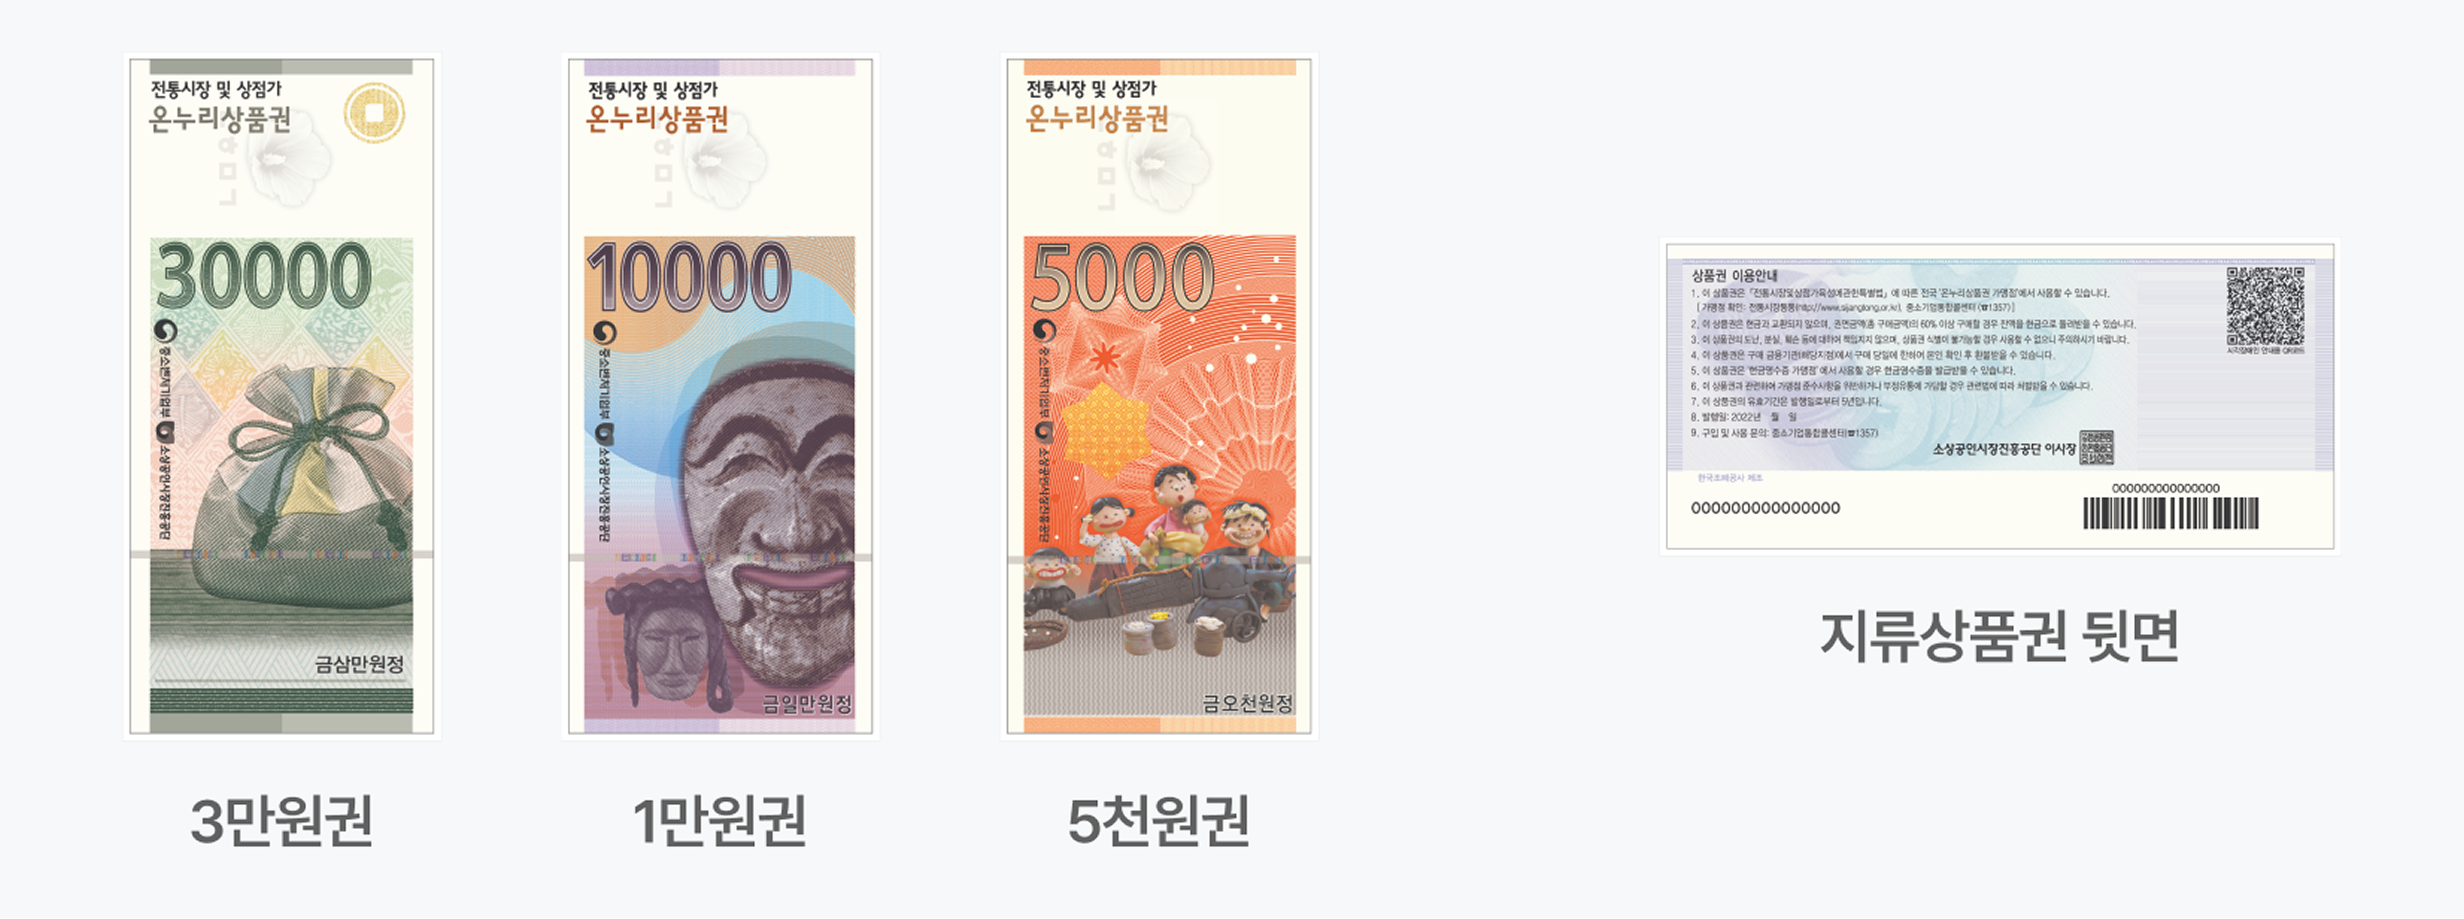 전통시장 및 상점가
온누리상품권
30000
중소벤처기업부 소상공인시장진흥공단
금삼만원정
3만원권
전통시장 및 상점가
온누리상품권
10000
중소벤처기업부 소상공인시장진흥공단
금일만원정
1만원권
전통시장 및 상점가
온누리상품권
5000
중소벤처기업부 소상공인시장진흥공단
금오천원정
5천원권
상품권 이용안내
1. 이 상품권은 「전통시장및상점가육성에관한특별법」에 따른 전국 '온누리상품권 가맹점'에서 사용할 수 있습니다.
[ 가맹점 확인: 전통시장통통(http://www.sijangtong.or.kr), 중소기업통합콜센터 (☎1357) ]
2. 이 상품권은 현금과 교환되지 않으며, 권면금액(총 구매금액)의 60% 이상 구매할 경우 잔액을 현금으로 돌려받을 수 있습니다.
3. 이 상품권의 도난, 분실, 훼손 등에 대하여 책임지지 않으며, 상품권 식별이 불가능할 경우 사용할 수 없으니 주의하시기 바랍니다.
4. 이 상품권은 구매 금융기관(해당지점)에서 구매 당일에 한하여 본인 확인 후 환불받을 수 있습니다.
5. 이 상품권은 '현금영수증 가맹점' 에서 사용할 경우 현금영수증을 발급받을 수 있습니다.
6. 이 상품권과 관련하여 가맹점 준수사항을 위반하거나 부정유통에 가담할 경우 관련법에 따라 처벌받을 수 있습니다.
7. 이 상품권의 유효기간은 발행일로부터 5년입니다.
8. 발행일: 2022년 월 일
9. 구입 및 사용 문의: 중소기업통합콜센터(☎1357)
소상공인시장진흥공단 이사장
시각장애인 안내용 QR코드
한국조폐공사 제조
000000000000000
000000000000000
지류상품권 뒷면